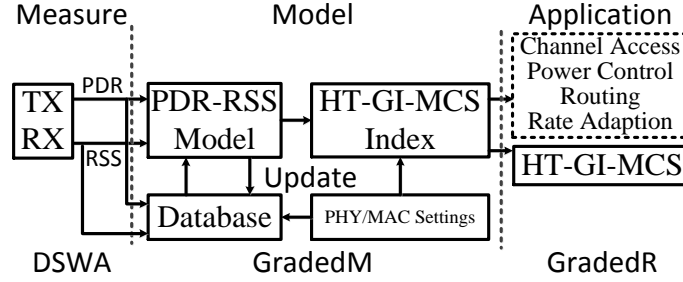 Measure
Model
Application
PDR
TX
RX
RSS
PDR-RSS
Model
HT-GI-MCS
Index
Channel Access
Power Control
Routing
Rate Adaption
HT-GI-MCS
Update
Database
PHY/MAC Settings
DSWA
GradedM
GradedR